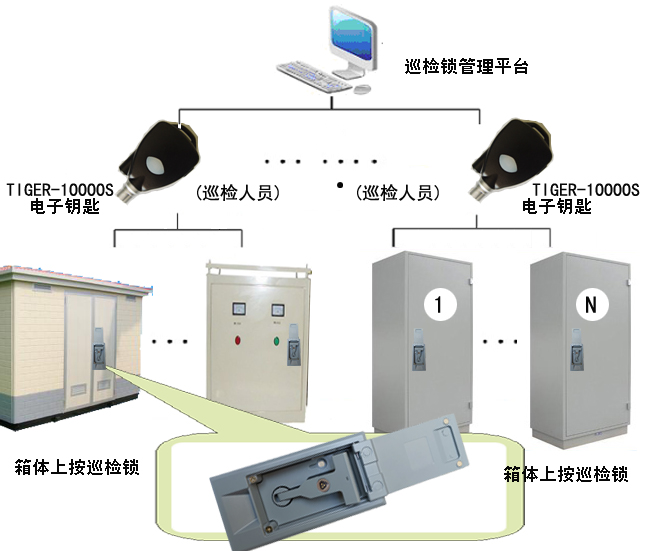 巡检锁管理平台
TIGER-10000S
电子钥匙
(巡检人员)
(巡检人员)
TIGER-10000S
电子钥匙
1
N
箱体上按巡检锁
箱体上按巡检锁